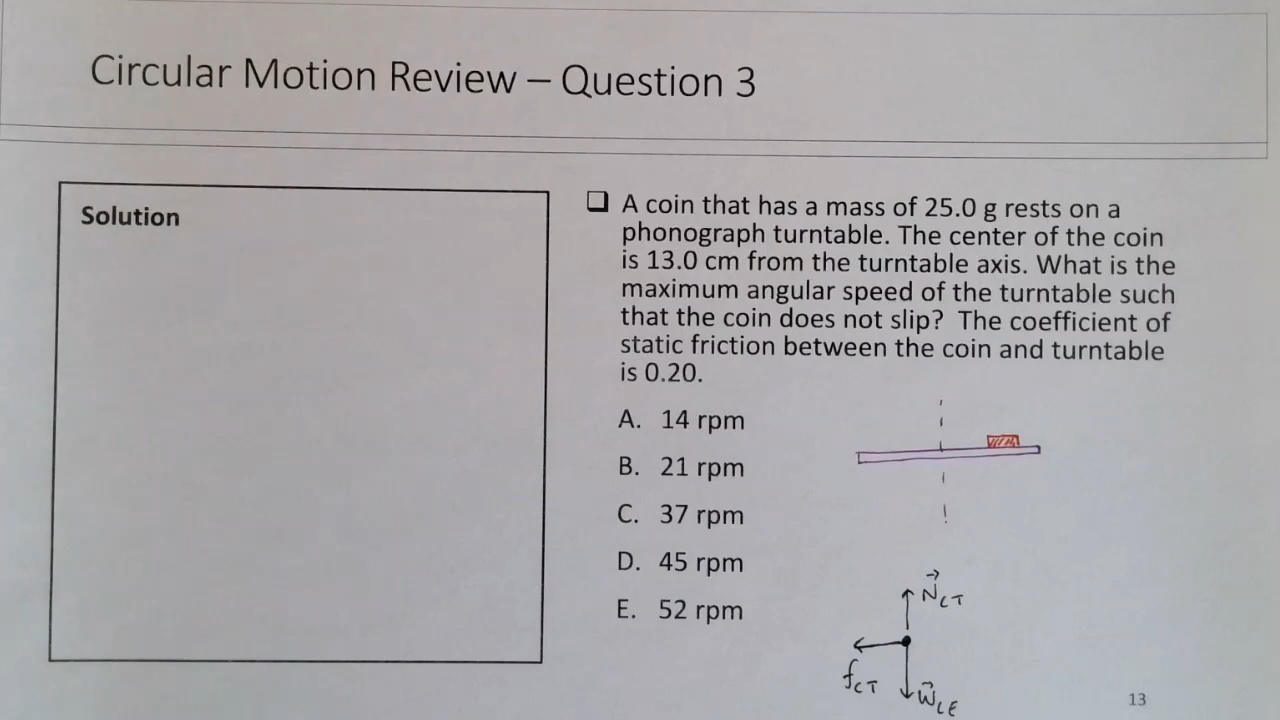 Circular Motion Review – Question 3
Solution
❑ A coin that has a mass of 25.0 g rests on a
phonograph turntable. The center of the coin
is 13.0 cm from the turntable axis. What is the
maximum angular speed of the turntable such
that the coin does not slip?  The coefficient of
static friction between the coin and turntable
is 0.20.
A. 14 rpm
B. 21 rpm
C. 37 rpm
D. 45 rpm
E. 52 rpm
N⃗CT
fCT
W⃗CE
13